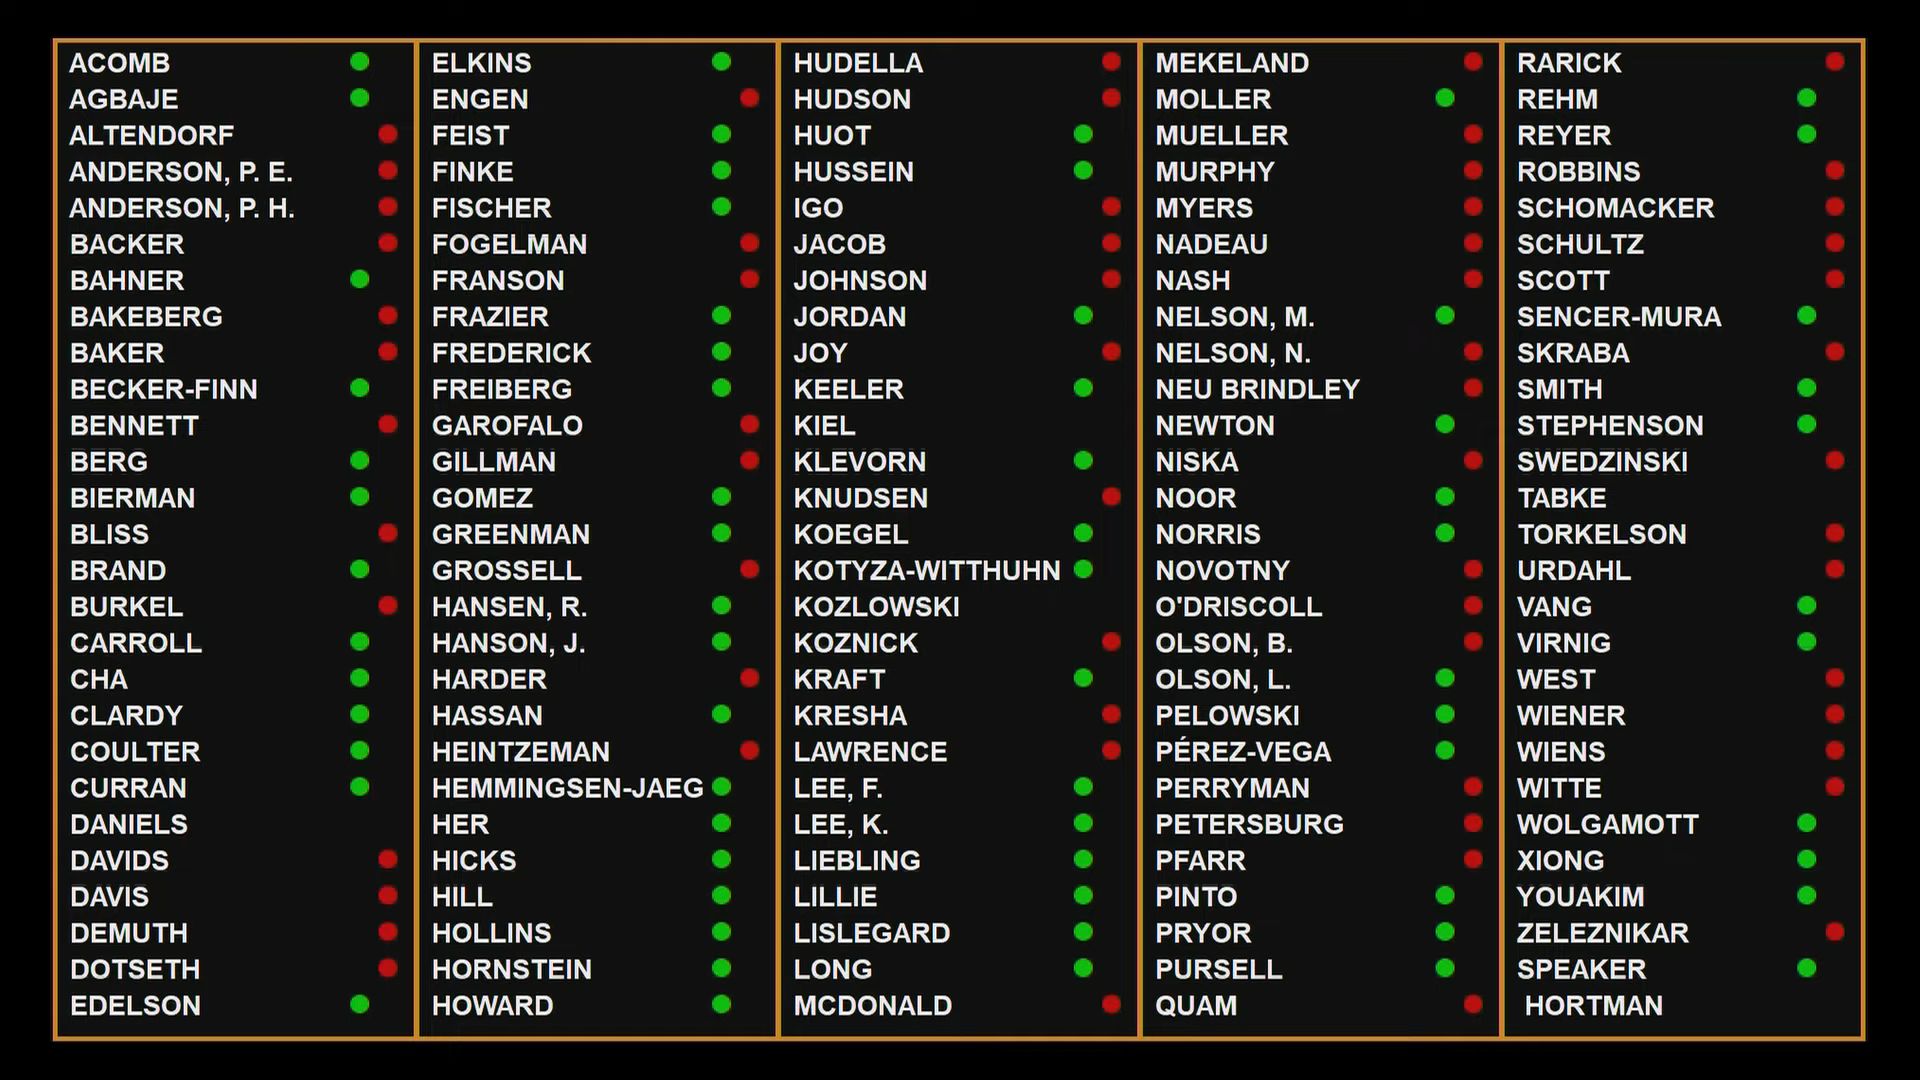 ACOMB
AGBAJE
ALTENDORF
ANDERSON, P. E.
ANDERSON, P. H.
BACKER
BAHNER
BAKEBERG
BAKER
BECKER-FINN
BENNETT
BERG
BIERMAN
BLISS
BRAND
BURKEL
CARROLL
CHA
CLARDY
COULTER
CURRAN
DANIELS
DAVIDS
DAVIS
DEMUTH
DOTSETH
EDELSON
ELKINS
ENGEN
FEIST
FINKE
FISCHER
FOGELMAN
FRANSON
FRAZIER
FREDERICK
FREIBERG
GAROFALO
GILLMAN
GOMEZ
GREENMAN
GROSSELL
HANSEN, R.
HANSON, J.
HARDER
HASSAN
HEINTZEMAN
HEMMINGSEN-JAEG
HER
HICKS
HILL
HOLLINS
HORNSTEIN
HOWARD
HUDELLA
HUDSON
HUOT
HUSSEIN
IGO
JACOB
JOHNSON
JORDAN
JOY
KEELER
KIEL
KLEVORN
KNUDSEN
KOEGEL
KOTYZA-WITTHUHN
KOZLOWSKI
KOZNICK
KRAFT
KRESHA
LAWRENCE
LEE, F.
LEE, K.
LIEBLING
LILLIE
LISLEGARD
LONG
MCDONALD
MEKELAND
MOLLER
MUELLER
MURPHY
MYERS
NADEAU
NASH
NELSON, M.
NELSON, N.
NEU BRINDLEY
NEWTON
NISKA
NOOR
NORRIS
NOVOTNY
O'DRISCOLL
OLSON, B.
OLSON, L.
PELOWSKI
PÉREZ-VEGA
PERRYMAN
PETERSBURG
PFARR
PINTO
PRYOR
PURSELL
QUAM
RARICK
REHM
REYER
ROBBINS
SCHOMACKER
SCHULTZ
SCOTT
SENCER-MURA
SKRABA
SMITH
STEPHENSON
SWEDZINSKI
TABKE
TORKELSON
URDAHL
VANG
VIRNIG
WEST
WIENER
WIENS
WITTE
WOLGAMOTT
XIONG
YOUAKIM
ZELEZNIKAR
SPEAKER
HORTMAN